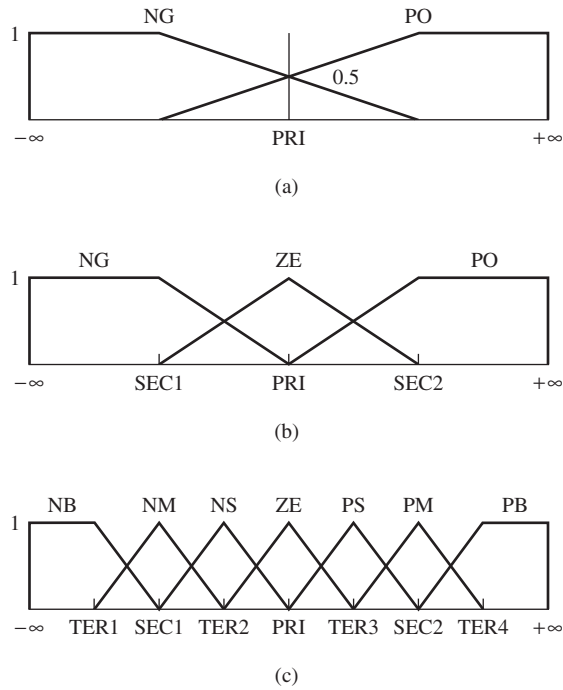 NG PO
1
0.5
−∞ PRI +∞
(a)
NG ZE PO
1
−∞ SEC1 PRI SEC2 +∞
(b)
NB NM NS ZE PS PM PB
1
−∞ TER1 SEC1 TER2 PRI TER3 SEC2 TER4 +∞
(c)